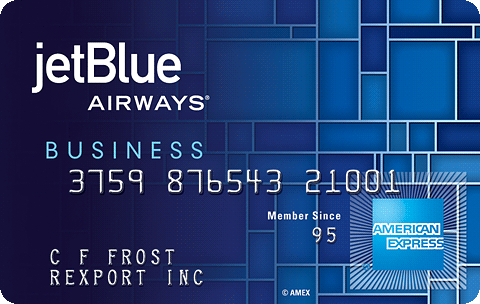 jetBlue
AIRWAYS®
BUSINESS
3759 876543 21001
Member Since
95
AMERICAN
EXPRESS
C F FROST
REXPORT INC
© AMEX